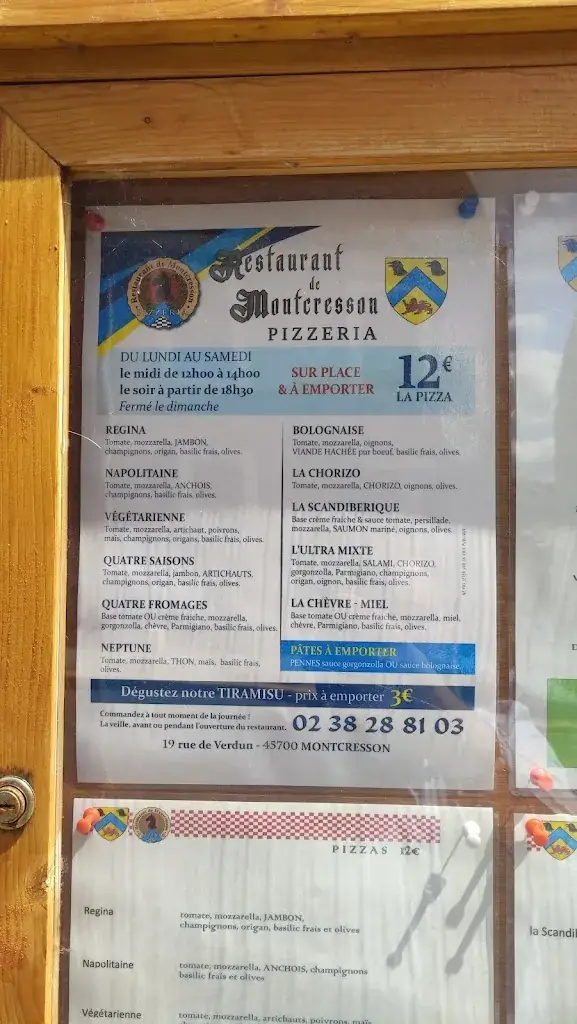 Restaurant de Montcresson
PIZZERIA
Restaurant
de
Montcresson
PIZZERIA
DU LUNDI AU SAMEDI
le midi de 12h00 à 14h00
le soir à partir de 18h30
Fermé le dimanche
SUR PLACE
& À EMPORTER
12€
LA PIZZA
REGINA
Tomate, mozzarella, JAMBON,
champignons, origan, basilic frais, olives.
NAPOLITAINE
Tomate, mozzarella, ANCHOIS,
champignons, basilic frais, olives.
VÉGÉTARIENNE
Tomate, mozzarella, artichaut, poivrons,
maïs, champignons, origans, basilic frais, olives.
QUATRE SAISONS
Tomate, mozzarella, jambon, ARTICHAUTS,
champignons, origan, basilic frais, olives.
QUATRE FROMAGES
Base tomate OU crème fraiche, mozzarella,
gorgonzolla, chèvre, Parmigiano, basilic frais, olives.
NEPTUNE
Tomate, mozzarella, THON, maïs, basilic frais,
olives.
BOLOGNAISE
Tomate, mozzarella, oignons,
VIANDE HACHÉE pur boeuf, basilic frais, olives.
LA CHORIZO
Tomate, mozzarella, CHORIZO, oignons, olives.
LA SCANDIBERIQUE
Base crème fraiche & sauce tomate, persillade,
mozzarella, SAUMON mariné, oignons, olives.
L'ULTRA MIXTE
Tomate, mozzarella, SALAMI, CHORIZO,
gorgonzolla, Parmigiano, champignons,
origan, oignon, basilic frais, olives.
LA CHÈVRE - MIEL
Base tomate OU crème fraiche, mozzarella, miel,
chèvre, Parmigiano, basilic frais, olives.
PÂTES À EMPORTER
PENNES sauce gorgonzolla OU sauce bolognaise.
Dégustez notre TIRAMISU - prix à emporter 3€
Commandez à tout moment de la journée !
La veille, avant ou pendant l'ouverture du restaurant.
02 38 28 81 03
19 rue de Verdun - 45700 MONTCRESSON
PIZZAS 12€
Regina
tomate, mozzarella, JAMBON,
champignons, origan, basilic frais et olives
Napolitaine
tomate, mozzarella, ANCHOIS, champignons
basilic frais et olives
Végétarienne
tomate, mozzarella, artichauts, poivrons, maïs
la Scandil